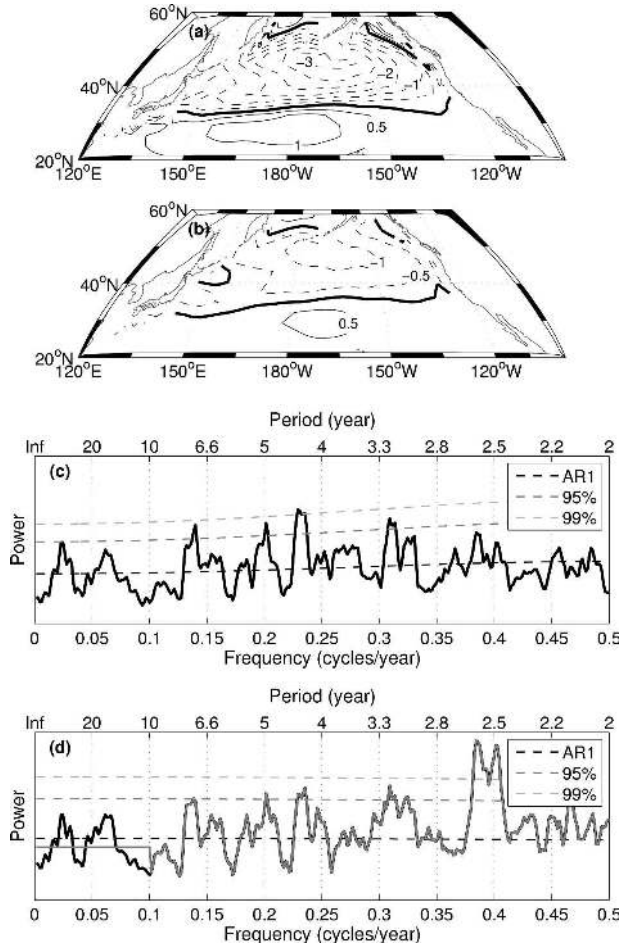 60°N
(a)
−3
−2
−1
40°N
0.5
1
20°N
120°E 150°E 180°W 150°W 120°W
60°N
(b)
−1
40°N
−0.5
0.5
20°N
120°E 150°E 180°W 150°W 120°W
Period (year)
Inf 20 10 6.6 5 4 3.3 2.8 2.5 2.2 2
(c)
AR1
95%
99%
Power
0 0.05 0.1 0.15 0.2 0.25 0.3 0.35 0.4 0.45 0.5
Frequency (cycles/year)
Period (year)
Inf 20 10 6.6 5 4 3.3 2.8 2.5 2.2 2
(d)
AR1
95%
99%
Power
0 0.05 0.1 0.15 0.2 0.25 0.3 0.35 0.4 0.45 0.5
Frequency (cycles/year)